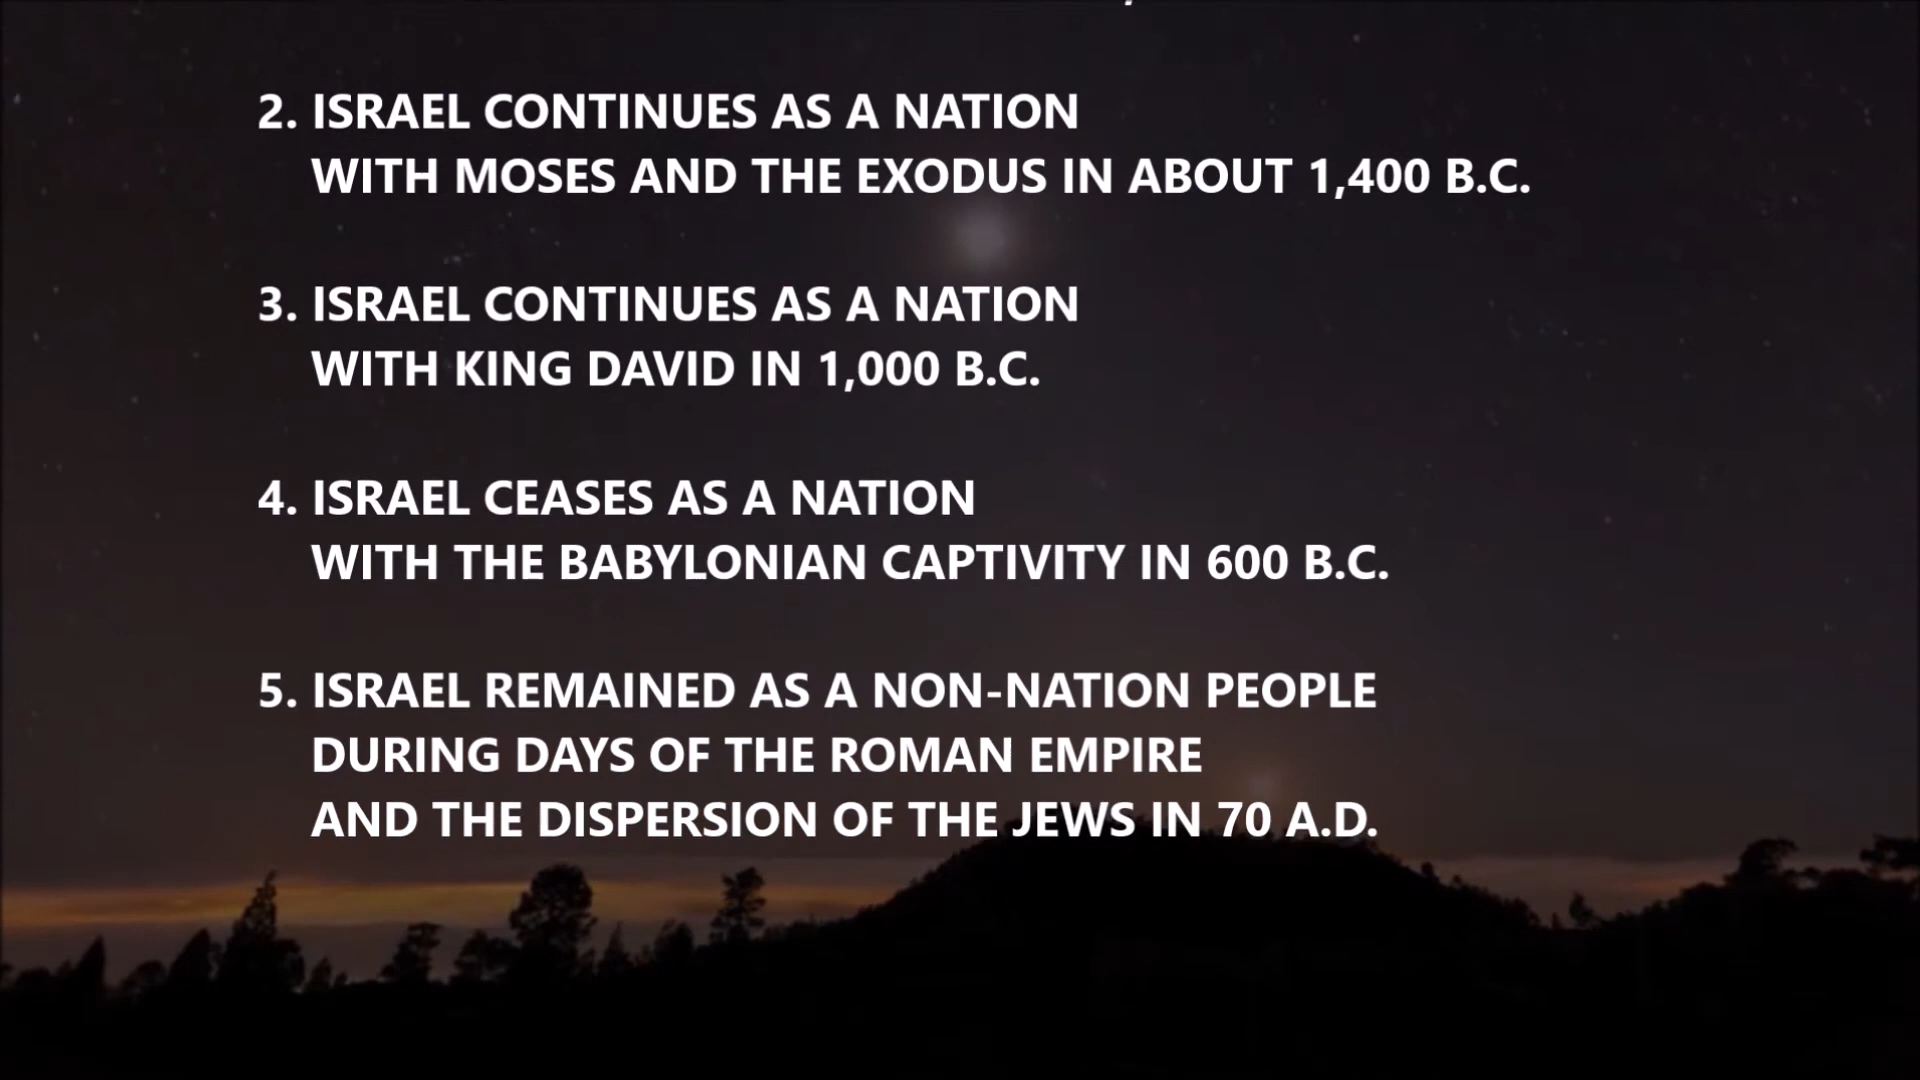 2. ISRAEL CONTINUES AS A NATION
WITH MOSES AND THE EXODUS IN ABOUT 1,400 B.C.
3. ISRAEL CONTINUES AS A NATION
WITH KING DAVID IN 1,000 B.C.
4. ISRAEL CEASES AS A NATION
WITH THE BABYLONIAN CAPTIVITY IN 600 B.C.
5. ISRAEL REMAINED AS A NON-NATION PEOPLE
DURING DAYS OF THE ROMAN EMPIRE
AND THE DISPERSION OF THE JEWS IN 70 A.D.